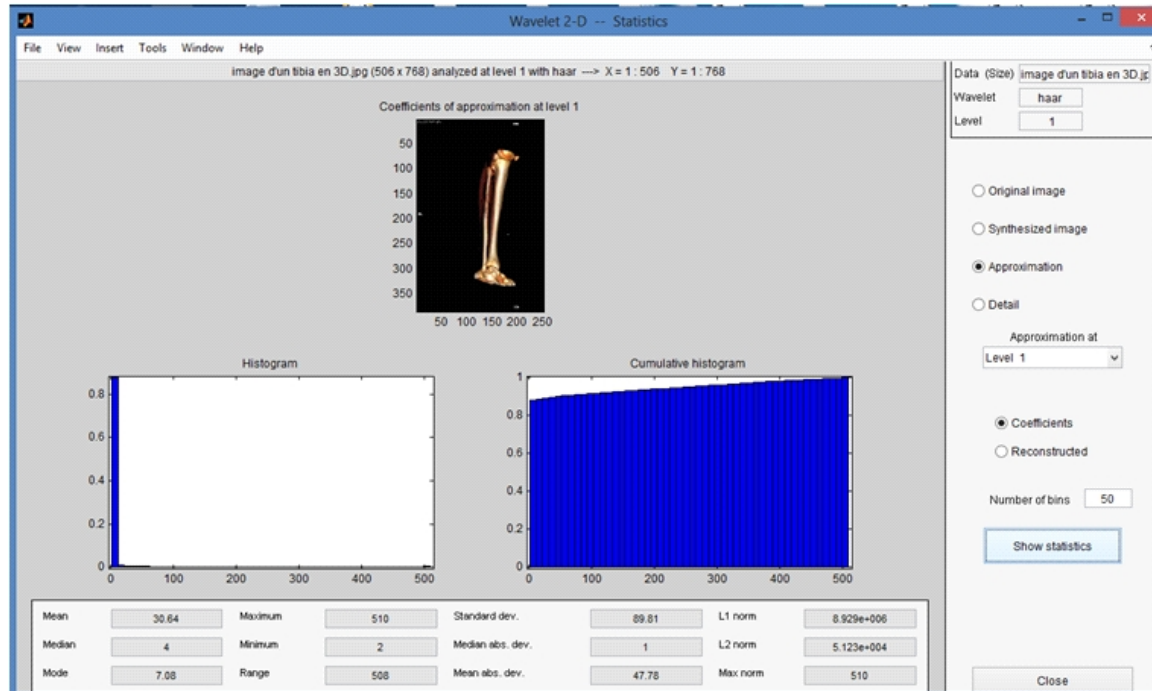 Wavelet 2-D -- Statistics
File View Insert Tools Window Help
image d'un tibia en 3D.jpg (506 x 768) analyzed at level 1 with haar ---> X = 1 : 506 Y = 1 : 768
Coefficients of approximation at level 1
50
100
150
200
250
300
350
50 100 150 200 250
Histogram
0.8
0.6
0.4
0.2
0
0 100 200 300 400 500
Cumulative histogram
1
0.8
0.6
0.4
0.2
0
0 100 200 300 400 500
Mean 30.64 Maximum 510 Standard dev. 89.81 L1 norm 8.929e+006
Median 4 Minimum 2 Median abs. dev. 1 L2 norm 5.123e+004
Mode 7.08 Range 508 Mean abs. dev. 47.78 Max norm 510
Data (Size) image d'un tibia en 3D.jp
Wavelet haar
Level 1
Original image
Synthesized image
Approximation
Detail
Approximation at
Level 1
Coefficients
Reconstructed
Number of bins 50
Show statistics
Close